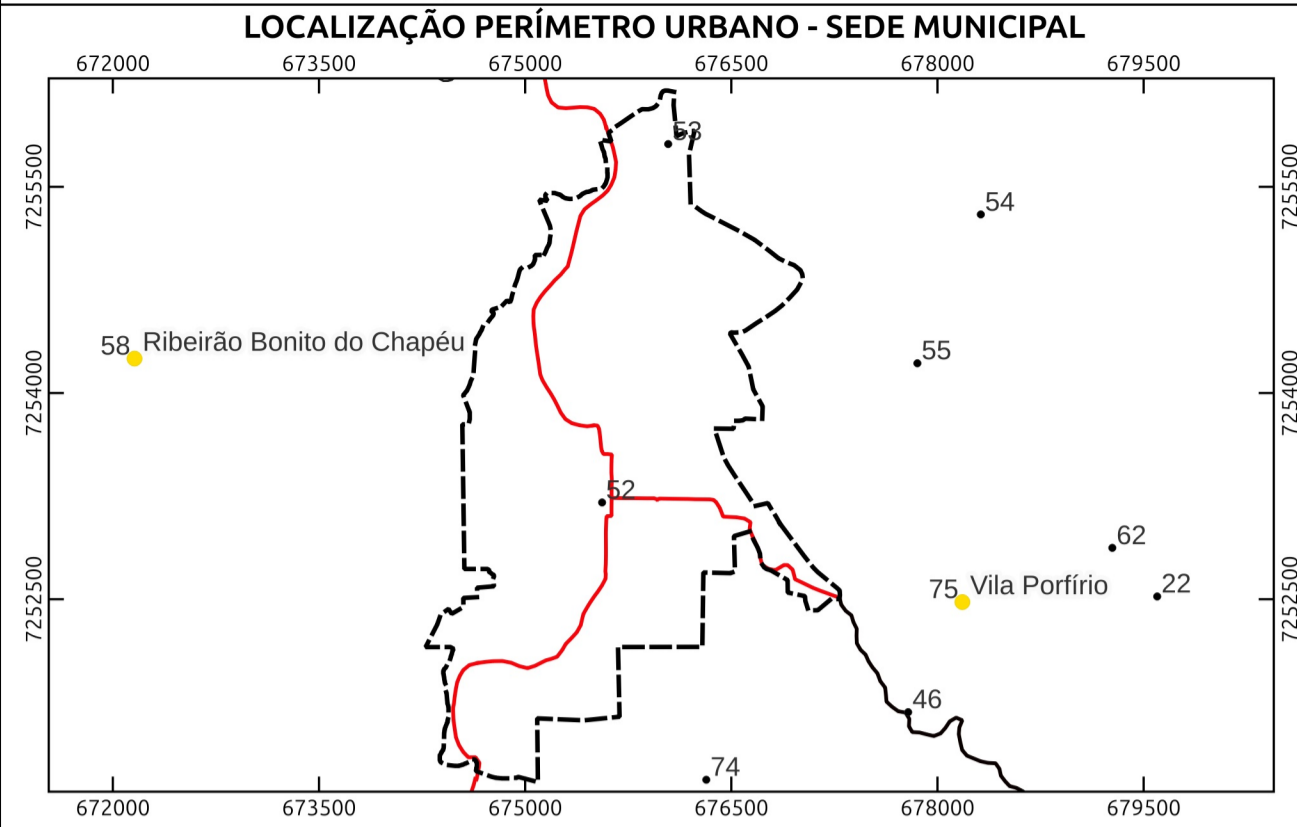 LOCALIZAÇÃO PERÍMETRO URBANO - SEDE MUNICIPAL
672000 673500 675000 676500 678000 679500
53
7255500 7255500
54
58 Ribeirão Bonito do Chapéu
55
7254000 7254000
52
62
75 Vila Porfírio
22
7252500 7252500
46
74
672000 673500 675000 676500 678000 679500